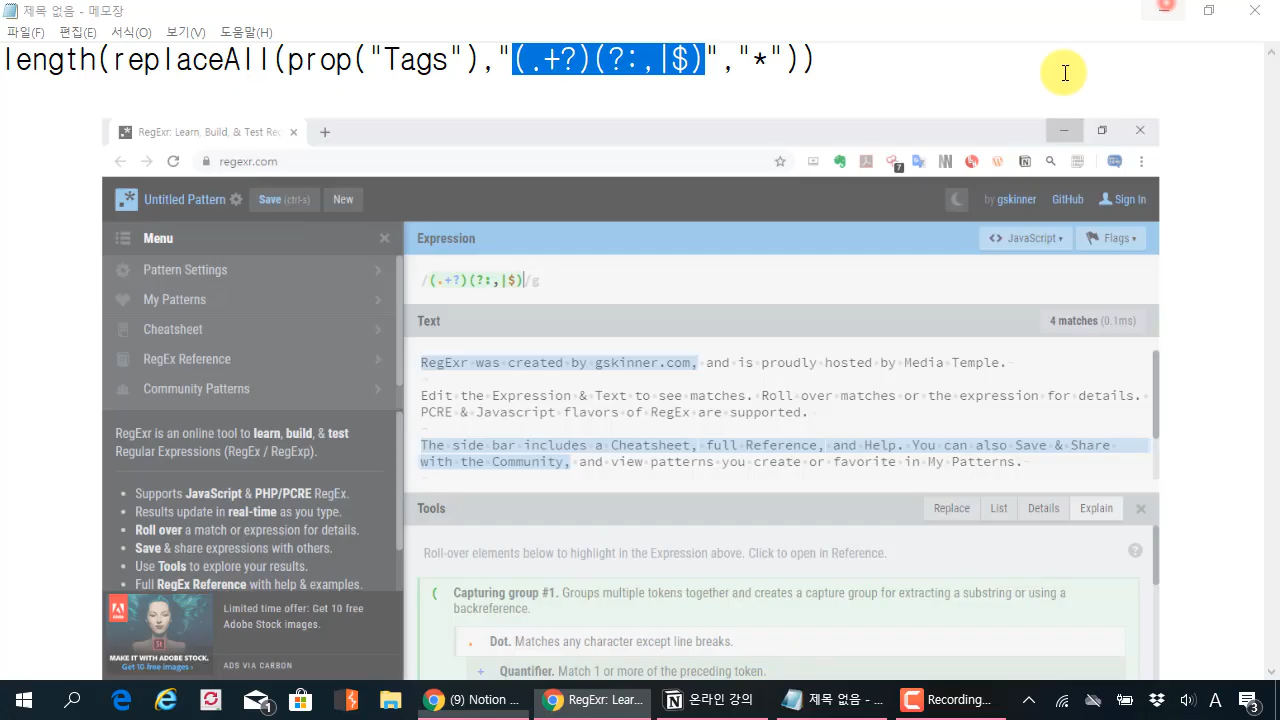 제목 없음 - 메모장
파일(F) 편집(E) 서식(O) 보기(V) 도움말(H)
length(replaceAll(prop("Tags"),"(.+?)(?:,|$)","*"))
RegExr: Learn, Build, & Test Reg
regexr.com
7
Untitled Pattern Save (ctrl-s) New by gskinner GitHub Sign In
Menu
Expression JavaScript Flags
Pattern Settings
/(.+?)(?:,|$)/g
My Patterns
Text 4 matches (0.1ms)
Cheatsheet
RegEx Reference
Community Patterns
RegExr was created by gskinner.com, and is proudly hosted by Media Temple.
Edit the Expression & Text to see matches. Roll over matches or the expression for details.
PCRE & Javascript flavors of RegEx are supported.
The side bar includes a Cheatsheet, full Reference, and Help. You can also Save & Share
with the Community, and view patterns you create or favorite in My Patterns.
RegExr is an online tool to learn, build, & test
Regular Expressions (RegEx / RegExp).
• Supports JavaScript & PHP/PCRE RegEx.
• Results update in real-time as you type.
• Roll over a match or expression for details.
• Save & share expressions with others.
• Use Tools to explore your results.
• Full RegEx Reference with help & examples.
Tools Replace List Details Explain
Roll-over elements below to highlight in the Expression above. Click to open in Reference.
?
( Capturing group #1. Groups multiple tokens together and creates a capture group for extracting a substring or using a
backreference.
. Dot. Matches any character except line breaks.
+ Quantifier. Match 1 or more of the preceding token.
Limited time offer: Get 10 free
Adobe Stock images.
ADS VIA CARBON
MAKE IT WITH ADOBE STOCK.
Get 10 free images ›
(9) Notion ... RegExr: Lear... 온라인 강의 제목 없음 - ... Recording... A 3
1